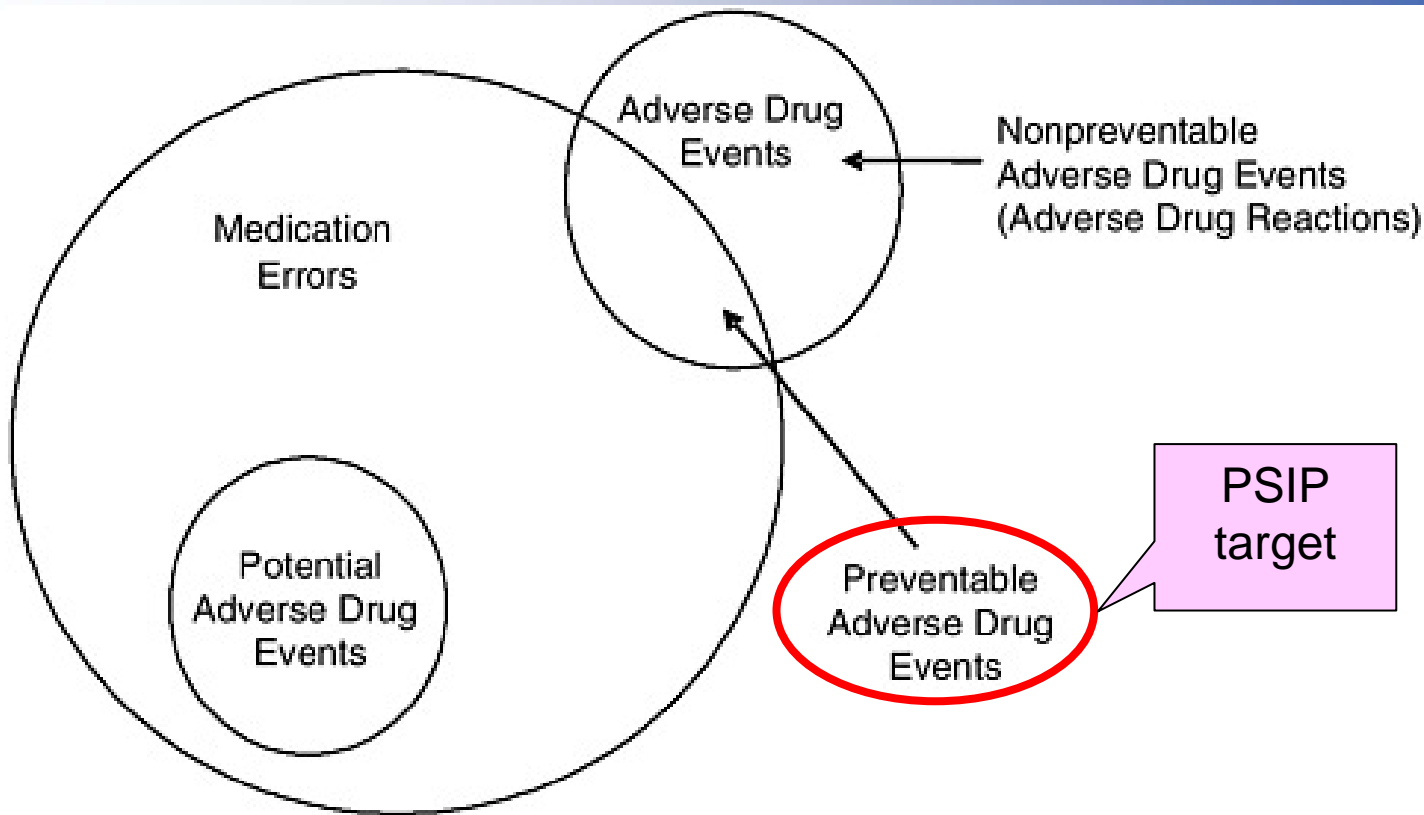 Adverse Drug
Events
Nonpreventable
Adverse Drug Events
(Adverse Drug Reactions)
Medication
Errors
Potential
Adverse Drug
Events
Preventable
Adverse Drug
Events
PSIP
target